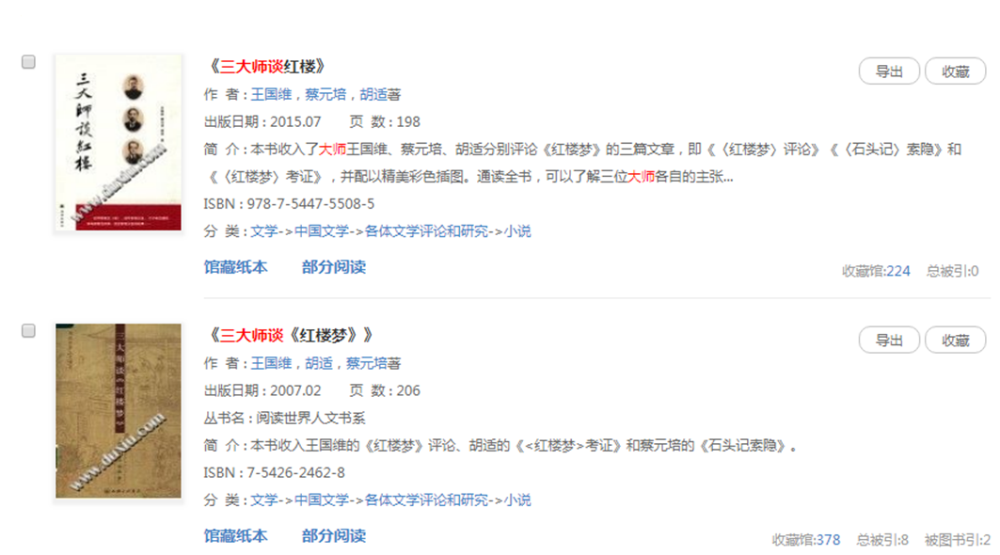 《三大师谈红楼》
导出
收藏
作 者 : 王国维，蔡元培，胡适著
出版日期 : 2015.07 页 数 : 198
简 介 : 本书收入了大师王国维、蔡元培、胡适分别评论《红楼梦》的三篇文章，即《〈红楼梦〉评论》《〈石头记〉索隐》和
《〈红楼梦〉考证》，并配以精美彩色插图。通读全书，可以了解三位大师各自的主张...
ISBN : 978-7-5447-5508-5
分 类 : 文学->中国文学->各体文学评论和研究->小说
馆藏纸本 部分阅读
收藏馆:224 总被引:0
三大师谈红楼
www.duxiu.com
《三大师谈《红楼梦》》
导出
收藏
作 者 : 王国维，胡适，蔡元培著
出版日期 : 2007.02 页 数 : 206
丛书名 : 阅读世界人文书系
简 介 : 本书收入王国维的《红楼梦》评论、胡适的《<红楼梦>考证》和蔡元培的《石头记索隐》。
ISBN : 7-5426-2462-8
分 类 : 文学->中国文学->各体文学评论和研究->小说
馆藏纸本 部分阅读
收藏馆:378 总被引:8 被图书引:2
三大师谈《红楼梦》
www.duxiu.com